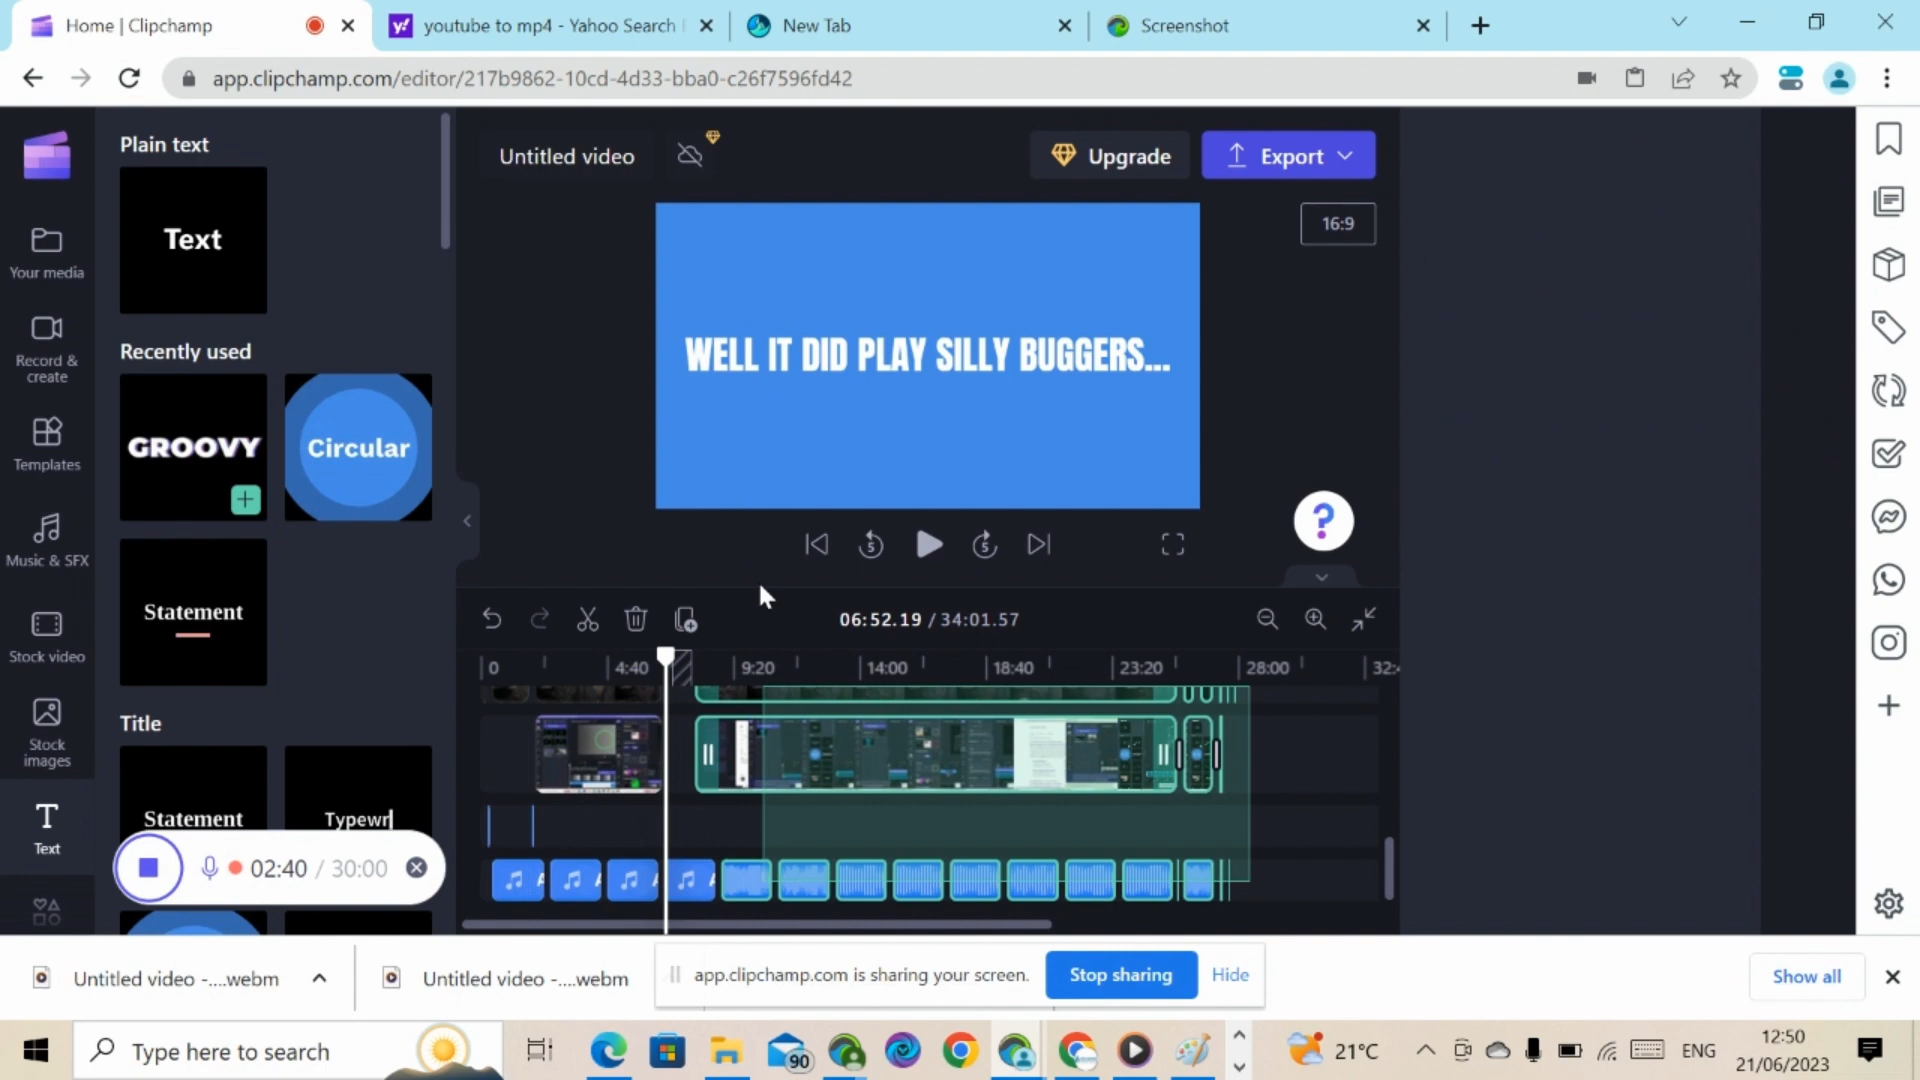 Home | Clipchamp
youtube to mp4 - Yahoo Search
New Tab
Screenshot
app.clipchamp.com/editor/217b9862-10cd-4d33-bba0-c26f7596fd42
Plain text
Text
Recently used
GROOVY
Circular
Statement
Title
Statement
Typewr
Your media
Record &
create
Templates
Music & SFX
Stock video
Stock
images
Text
Untitled video
Upgrade
Export
16:9
WELL IT DID PLAY SILLY BUGGERS...
5
5
?
06:52.19 / 34:01.57
0
4:40
9:20
14:00
18:40
23:20
28:00
32:4
02:40 / 30:00
Untitled video -....webm
Untitled video -....webm
app.clipchamp.com is sharing your screen.
Stop sharing
Hide
Show all
Type here to search
90
21°C
ENG
12:50
21/06/2023